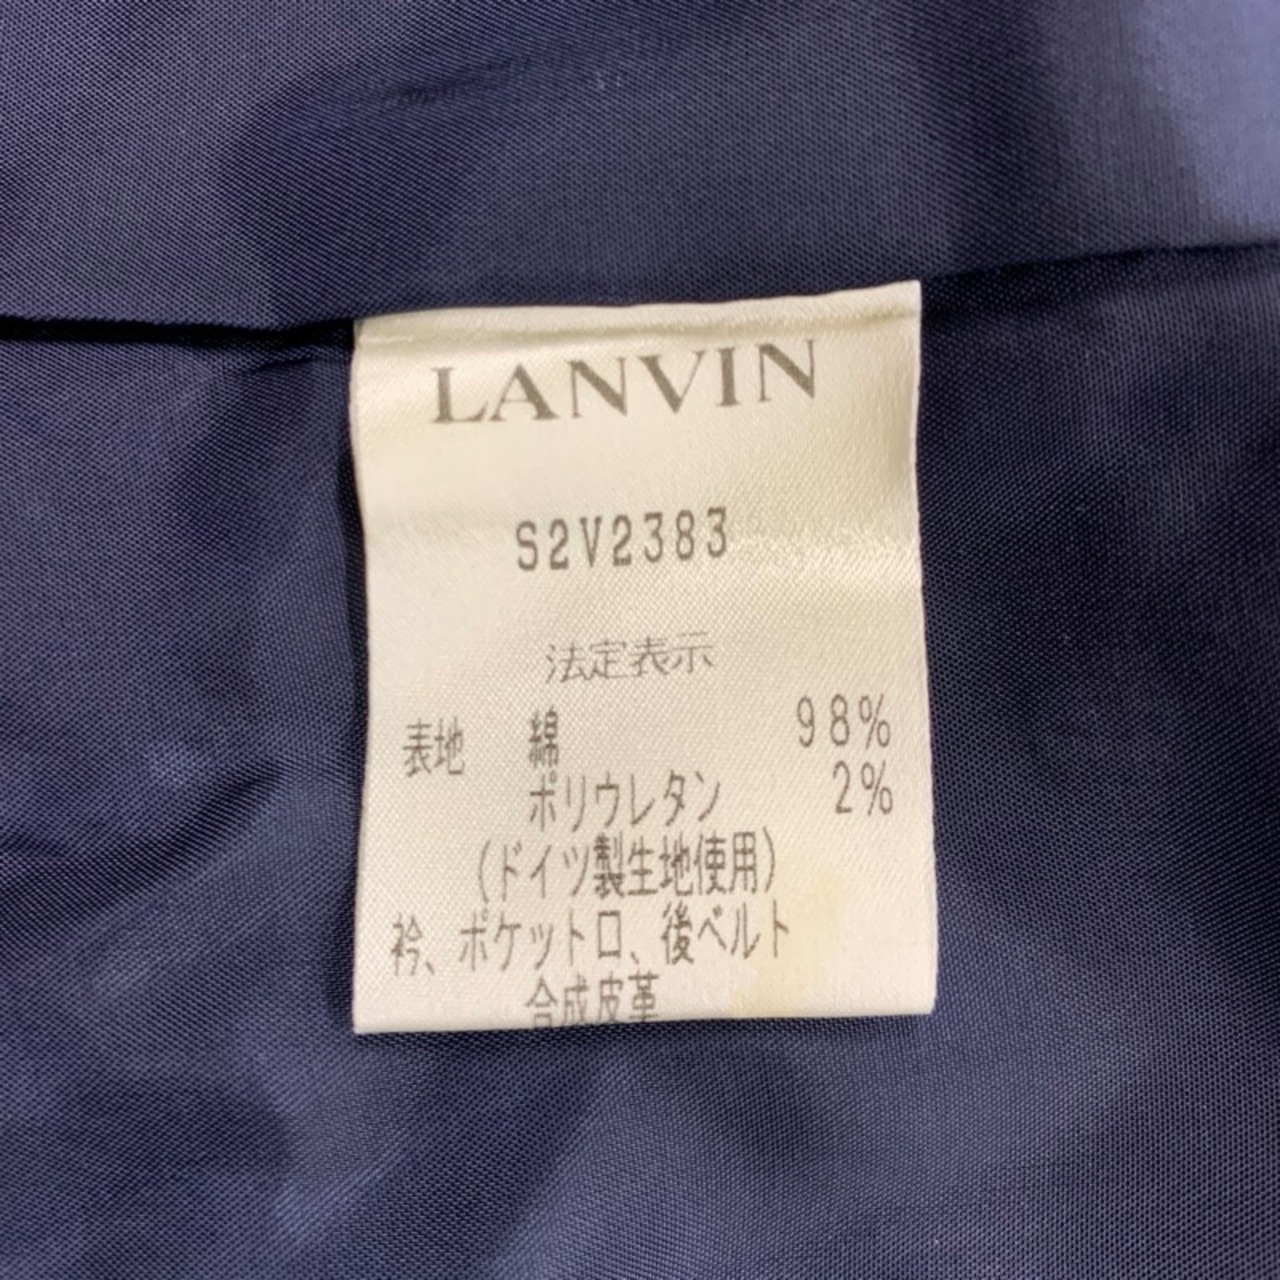 LANVIN
S2V2383
法定表示
表地 綿 98%
ポリウレタン 2%
(ドイツ製生地使用)
衿、ポケット口、後ベルト
合成皮革